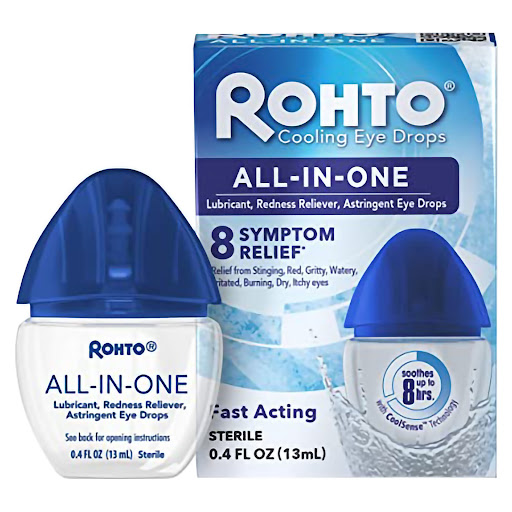 ROHTO®
Cooling Eye Drops
ALL-IN-ONE
Lubricant, Redness Reliever, Astringent Eye Drops
8 SYMPTOM
RELIEF*
Relief from Stinging, Red, Gritty, Watery,
Irritated, Burning, Dry, Itchy eyes
soothes
up to
8 hrs.
with CoolSense™ Technology
Fast Acting
STERILE
0.4 FL OZ (13mL)
ROHTO®
ALL-IN-ONE
Lubricant, Redness Reliever,
Astringent Eye Drops
See back for opening instructions
0.4 FL OZ (13 mL) Sterile